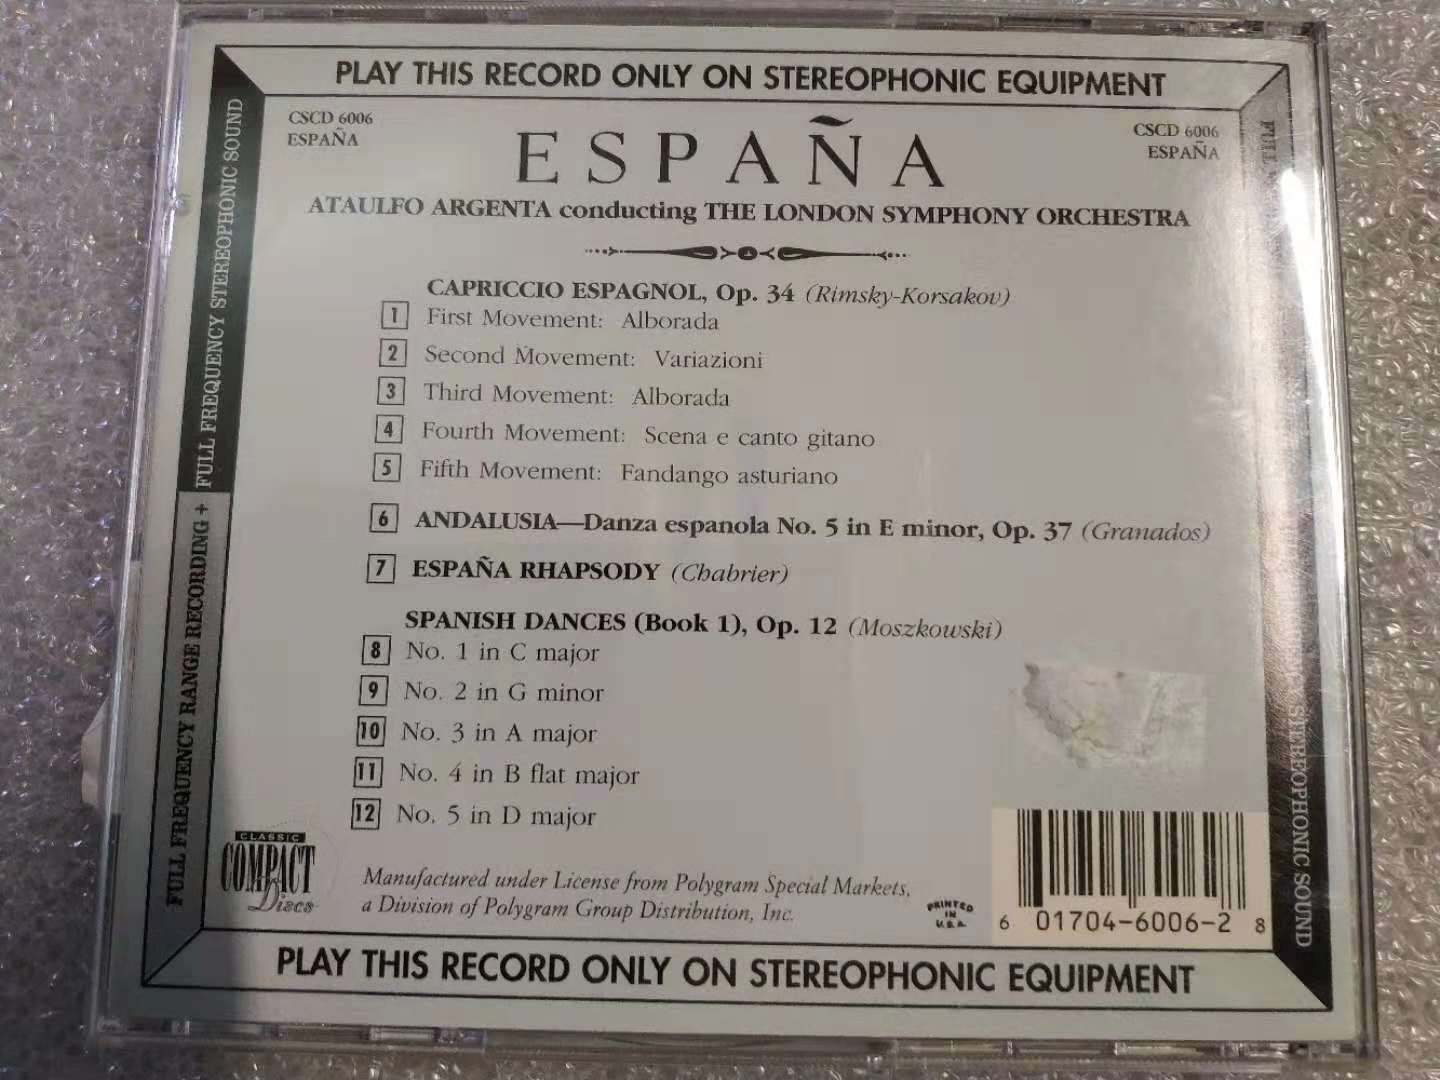 PLAY THIS RECORD ONLY ON STEREOPHONIC EQUIPMENT
CSCD 6006
ESPAÑA
CSCD 6006
ESPAÑA
ESPAÑA
ATAULFO ARGENTA conducting THE LONDON SYMPHONY ORCHESTRA
CAPRICCIO ESPAGNOL, Op. 34 (Rimsky-Korsakov)
1 First Movement: Alborada
2 Second Movement: Variazioni
3 Third Movement: Alborada
4 Fourth Movement: Scena e canto gitano
5 Fifth Movement: Fandango asturiano
6 ANDALUSIA—Danza espanola No. 5 in E minor, Op. 37 (Granados)
7 ESPAÑA RHAPSODY (Chabrier)
SPANISH DANCES (Book 1), Op. 12 (Moszkowski)
8 No. 1 in C major
9 No. 2 in G minor
10 No. 3 in A major
11 No. 4 in B flat major
12 No. 5 in D major
CLASSIC
COMPACT
Discs
Manufactured under License from Polygram Special Markets,
a Division of Polygram Group Distribution, Inc.
PRINTED
IN
U.S.A.
6 01704-6006-2 8
PLAY THIS RECORD ONLY ON STEREOPHONIC EQUIPMENT
FULL FREQUENCY RANGE RECORDING + FULL FREQUENCY STEREOPHONIC SOUND
FULL STEREOPHONIC SOUND